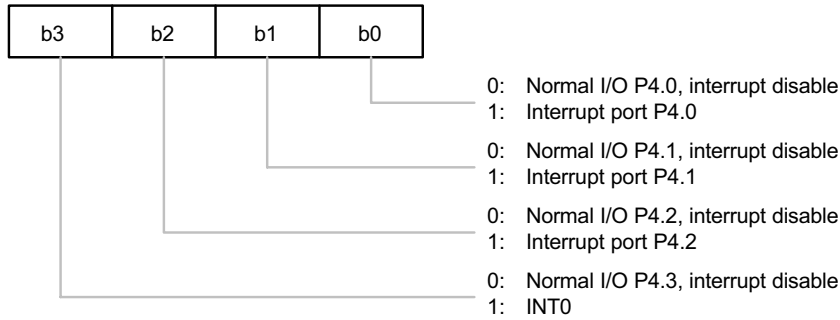 b3 b2 b1 b0
0: Normal I/O P4.0, interrupt disable
1: Interrupt port P4.0
0: Normal I/O P4.1, interrupt disable
1: Interrupt port P4.1
0: Normal I/O P4.2, interrupt disable
1: Interrupt port P4.2
0: Normal I/O P4.3, interrupt disable
1: INT0